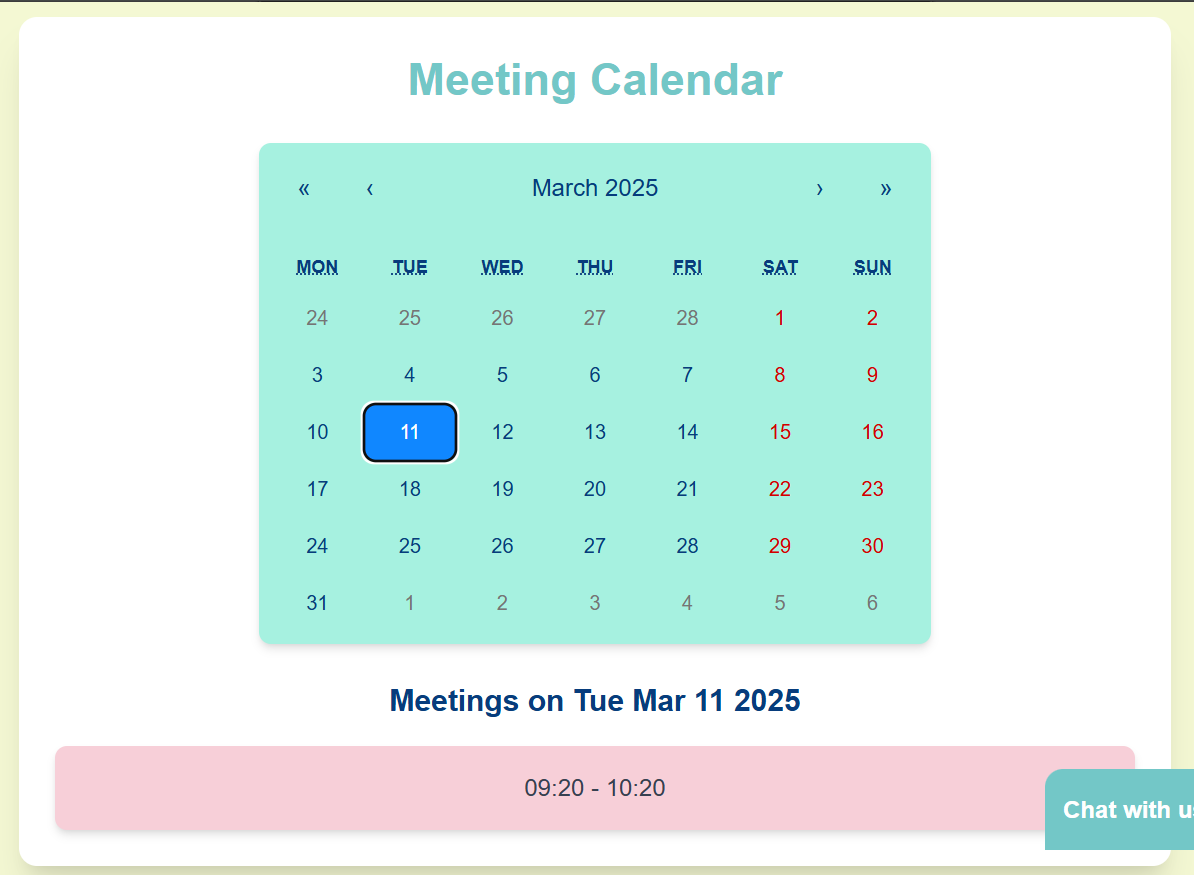 Meeting Calendar
« ‹ March 2025 › »
MON TUE WED THU FRI SAT SUN
24 25 26 27 28 1 2
3 4 5 6 7 8 9
10 11 12 13 14 15 16
17 18 19 20 21 22 23
24 25 26 27 28 29 30
31 1 2 3 4 5 6
Meetings on Tue Mar 11 2025
09:20 - 10:20
Chat with us